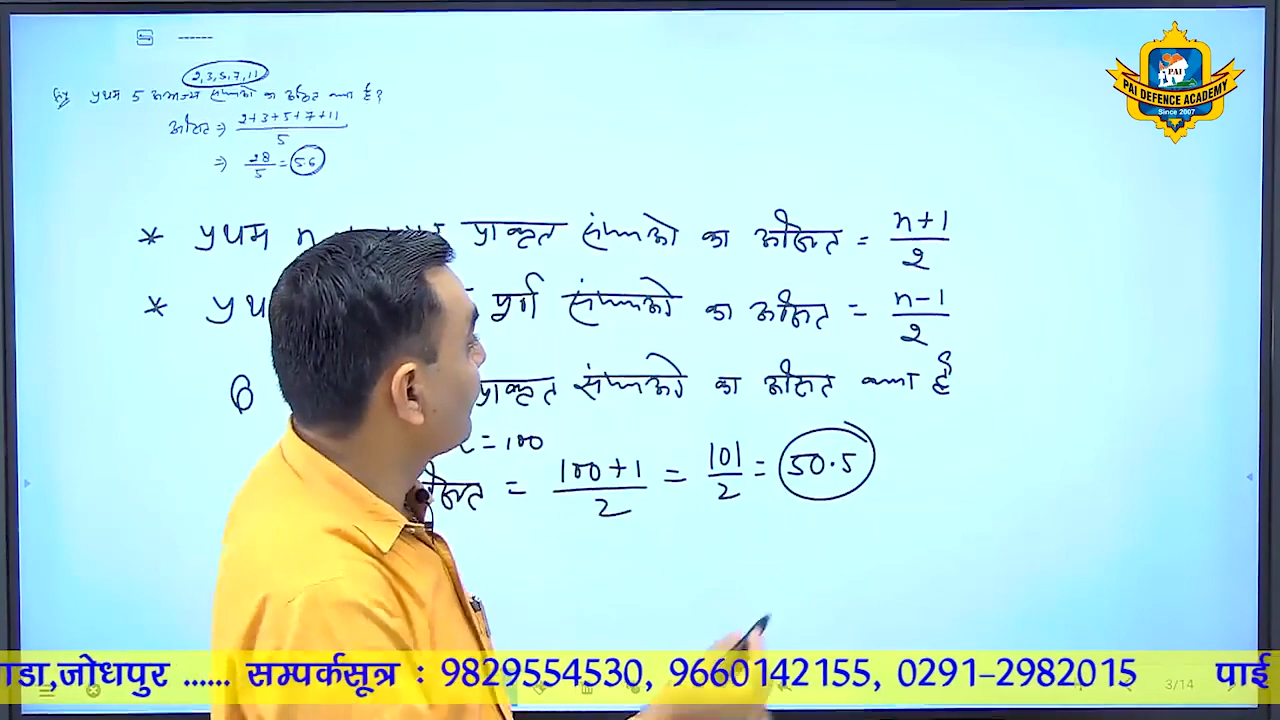 2,3,5,7,11
प्रथम 5 अभाज्य संख्याओं का औसत क्या है?
औसत ⇒ 2+3+5+7+11 / 5
⇒ 28/5 = 5.6
* प्रथम n प्राकृत संख्याओं का औसत = n+1 / 2
* प्रथ पूर्ण संख्याओं का औसत = n-1 / 2
Q प्राकृत संख्याओं का औसत क्या है
= 100
औसत = 100+1 / 2 = 101/2 = 50.5
PAI
PAI DEFENCE ACADEMY
Since 2007
ाडा,जोधपुर ...... सम्पर्कसूत्र : 9829554530, 9660142155, 0291-2982015 पाई
3/14